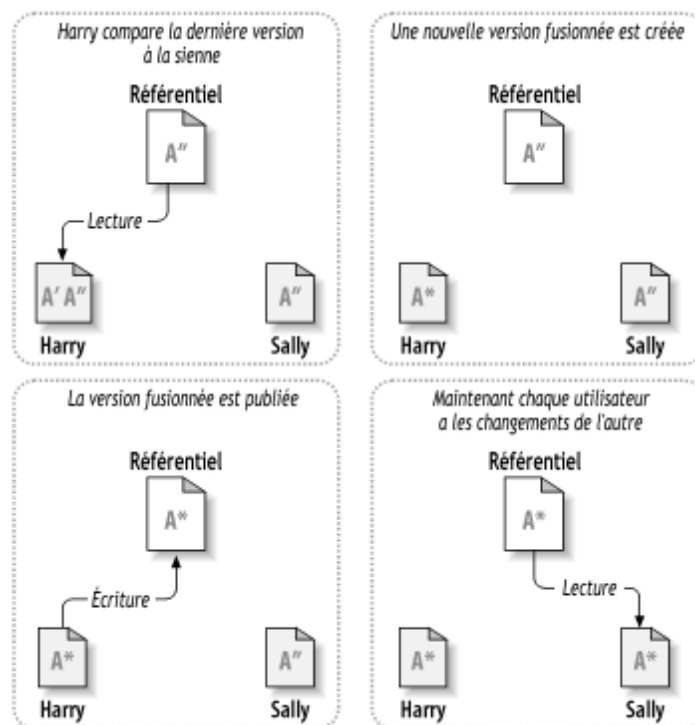 Harry compare la dernière version
à la sienne
Référentiel
A"
Lecture
A' A"
A"
Harry
Sally
Une nouvelle version fusionnée est créée
Référentiel
A"
A*
A"
Harry
Sally
La version fusionnée est publiée
Référentiel
A*
Écriture
A*
A"
Harry
Sally
Maintenant chaque utilisateur
a les changements de l'autre
Référentiel
A*
Lecture
A*
A*
Harry
Sally